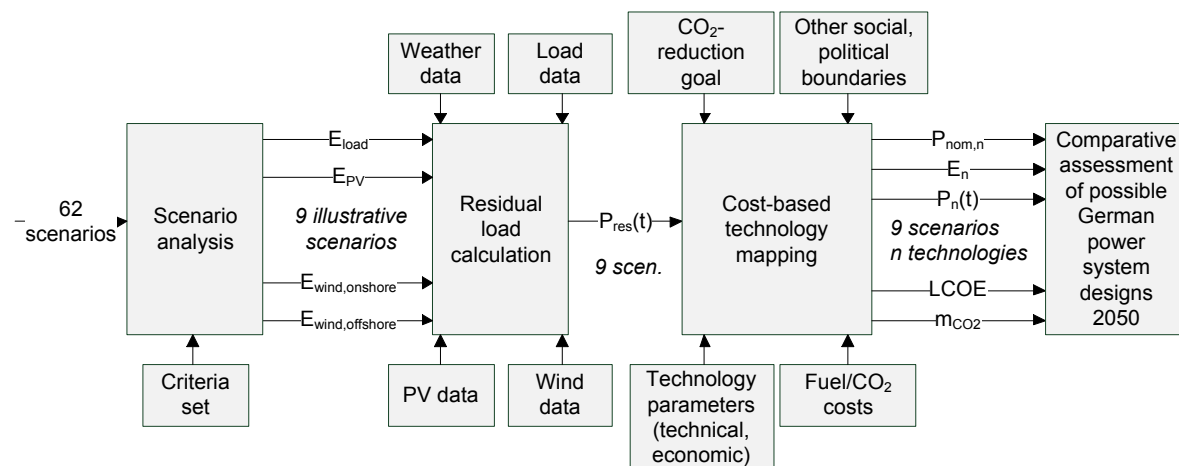 Weather
data
Load
data
CO₂-
reduction
goal
Other social,
political
boundaries
62
scenarios
Scenario
analysis
E_load
E_PV
9 illustrative
scenarios
E_wind,onshore
E_wind,offshore
Residual
load
calculation
P_res(t)
9 scen.
Cost-based
technology
mapping
P_nom,n
E_n
P_n(t)
9 scenarios
n technologies
LCOE
m_CO2
Comparative
assessment
of possible
German
power
system
designs
2050
Criteria
set
PV data
Wind
data
Technology
parameters
(technical,
economic)
Fuel/CO₂
costs